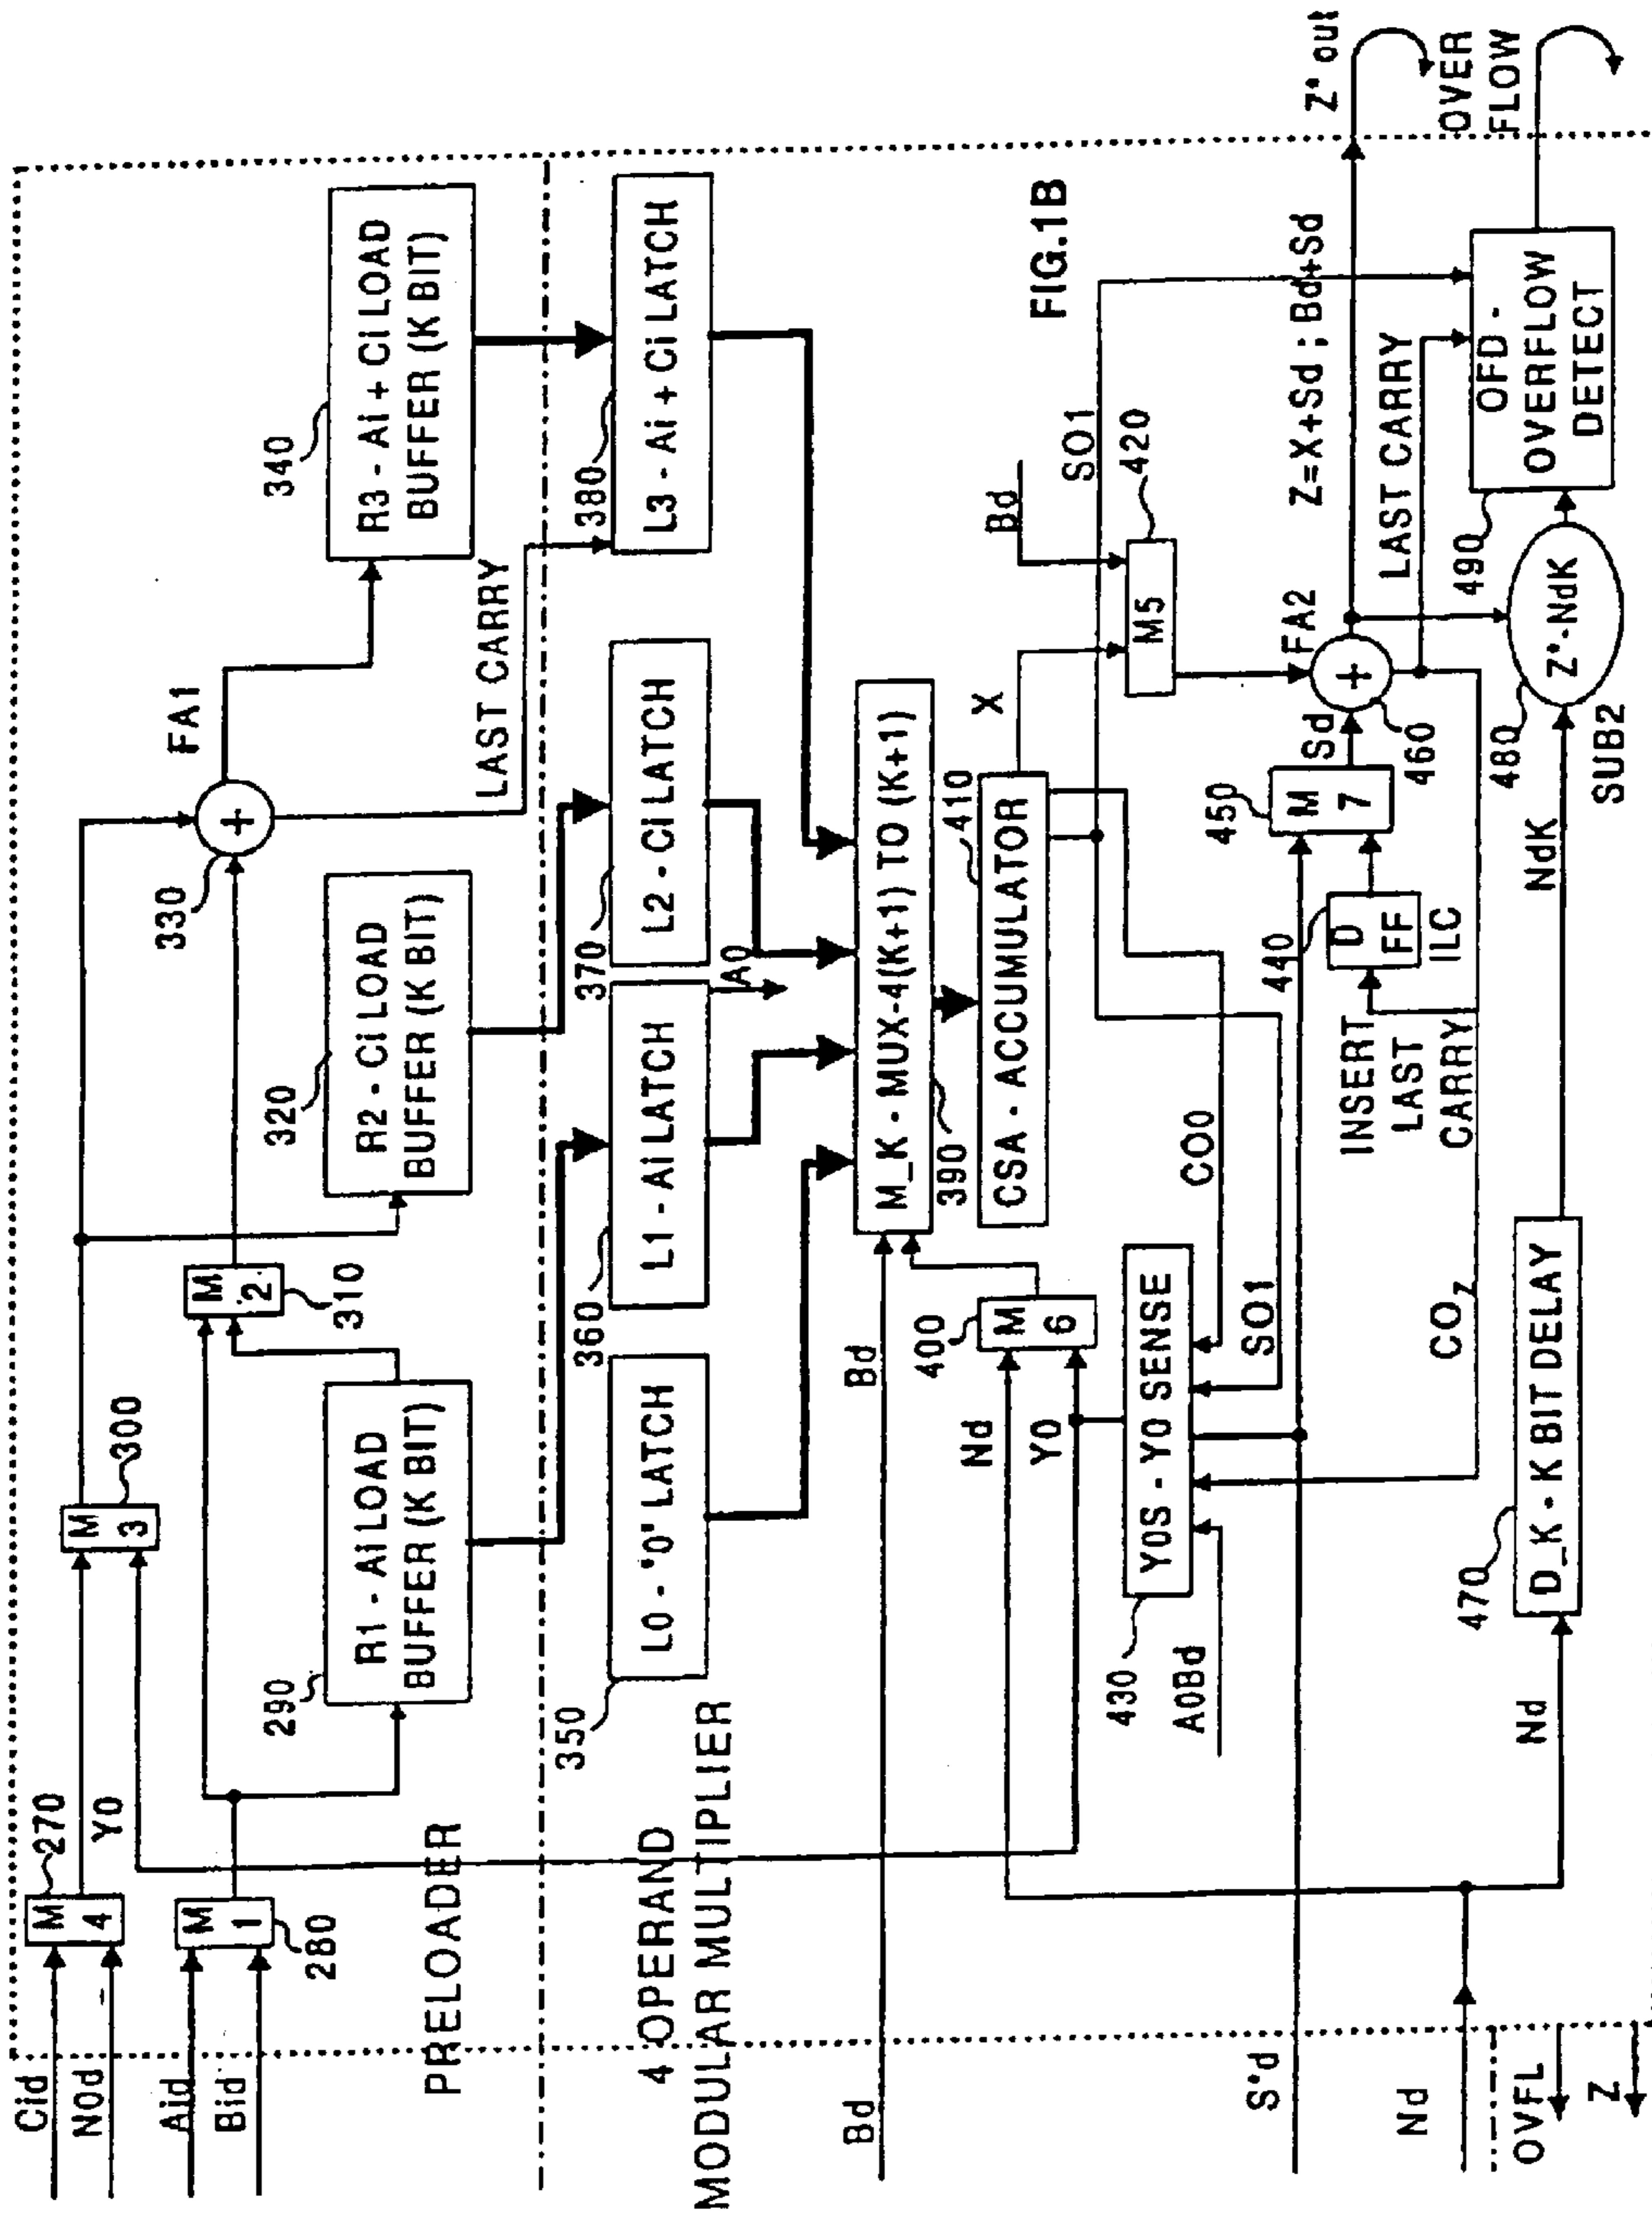 Cid
N0d
M
4
270
Y0
Aid
Bid
M
1
280
M
3
300
M
2
310
FA1
+
330
R1 - Ai LOAD
BUFFER (K BIT)
290
R2 - Ci LOAD
BUFFER (K BIT)
320
R3 - Ai + Ci LOAD
BUFFER (K BIT)
340
PRELOADER
LAST CARRY
4 OPERAND
MODULAR MULTIPLIER
L0 - '0' LATCH
350
L1 - Ai LATCH
360
A0
L2 - Ci LATCH
370
L3 - Ai + Ci LATCH
380
Bd
Bd
M_K - MUX-4(K+1) TO (K+1)
390
M
6
400
Nd
Y0
CSA - ACCUMULATOR
410
X
Bd
SO1
M5
420
FIG.1B
Y0S - Y0 SENSE
430
A0Bd
CO0
SO1
S*d
D
FF
440
ILC
INSERT
LAST
CARRY
M
7
450
Sd
+
FA2
460
Z=X+Sd ; Bd+Sd
Z* out
LAST CARRY
COz
Nd
Nd
D_K - K BIT DELAY
470
NdK
Z*-NdK
480
SUB2
OFD -
OVERFLOW
DETECT
490
OVER
FLOW
OVFL
Z